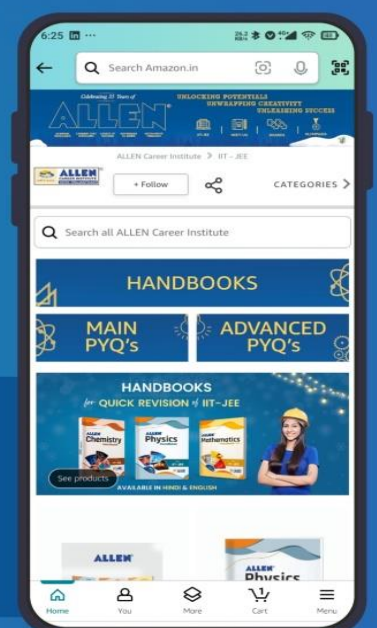 6:25
Search Amazon.in
Celebrating 37 Years of
ALLEN
UNLOCKING POTENTIALS
UNWRAPPING CREATIVITY
UNLEASHING SUCCESS
ALLEN Career Institute > IIT - JEE
ALLEN
+ Follow
CATEGORIES >
Search all ALLEN Career Institute
HANDBOOKS
MAIN
PYQ's
ADVANCED
PYQ's
HANDBOOKS
for QUICK REVISION of IIT-JEE
ALLEN
Chemistry
ALLEN
Physics
ALLEN
Mathematics
See products
AVAILABLE IN HINDI & ENGLISH
ALLEN
ALLEN
Physics
Home
You
More
1
Cart
Menu